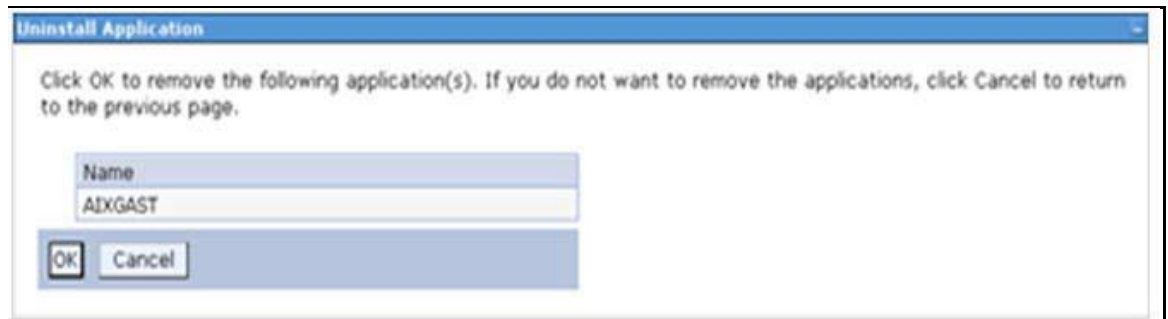 Uninstall Application
Click OK to remove the following application(s). If you do not want to remove the applications, click Cancel to return
to the previous page.
Name
AIXGAST
OK Cancel